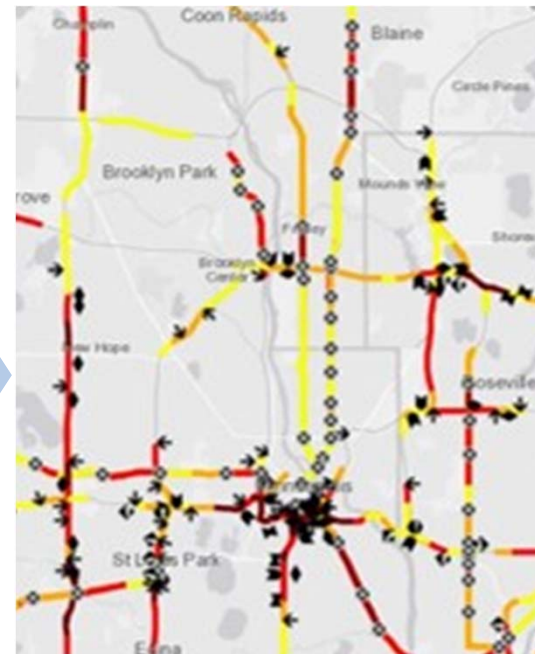 Coon Rapids
Champlin
Blaine
Circle Pines
Brooklyn Park
Mounds View
rove
Fridley
Shorev
Brooklyn
Center
New Hope
Roseville
Minneapolis
St Louis Park
Edina